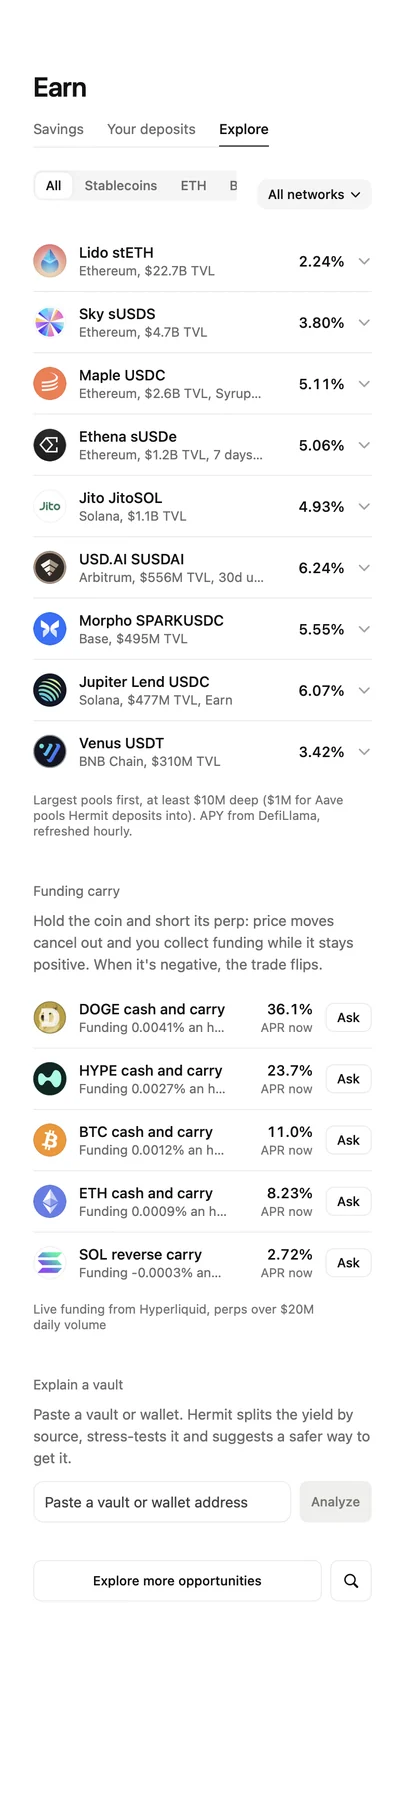 Earn
Savings Your deposits Explore
All Stablecoins ETH B
All networks
Lido stETH
Ethereum, $22.7B TVL
2.24%
Sky sUSDS
Ethereum, $4.7B TVL
3.80%
Maple USDC
Ethereum, $2.6B TVL, Syrup...
5.11%
Ethena sUSDe
Ethereum, $1.2B TVL, 7 days...
5.06%
Jito
Jito JitoSOL
Solana, $1.1B TVL
4.93%
USD.AI SUSDAI
Arbitrum, $556M TVL, 30d u...
6.24%
Morpho SPARKUSDC
Base, $495M TVL
5.55%
Jupiter Lend USDC
Solana, $477M TVL, Earn
6.07%
Venus USDT
BNB Chain, $310M TVL
3.42%
Largest pools first, at least $10M deep ($1M for Aave
pools Hermit deposits into). APY from DefiLlama,
refreshed hourly.
Funding carry
Hold the coin and short its perp: price moves
cancel out and you collect funding while it stays
positive. When it's negative, the trade flips.
DOGE cash and carry
Funding 0.0041% an h...
36.1%
APR now
Ask
HYPE cash and carry
Funding 0.0027% an h...
23.7%
APR now
Ask
BTC cash and carry
Funding 0.0012% an h...
11.0%
APR now
Ask
ETH cash and carry
Funding 0.0009% an h...
8.23%
APR now
Ask
SOL reverse carry
Funding -0.0003% an...
2.72%
APR now
Ask
Live funding from Hyperliquid, perps over $20M
daily volume
Explain a vault
Paste a vault or wallet. Hermit splits the yield by
source, stress-tests it and suggests a safer way to
get it.
Paste a vault or wallet address
Analyze
Explore more opportunities